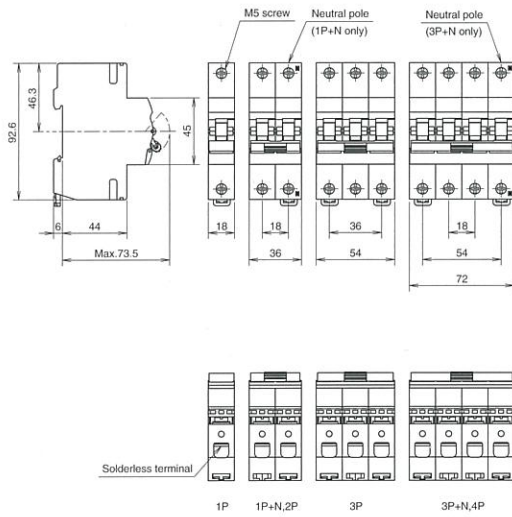 M5 screw
Neutral pole
(1P+N only)
Neutral pole
(3P+N only)
92.6
46.3
45
N
N
N
N
6
44
Max.73.5
18
18
36
36
54
18
54
72
Solderless terminal
1P
1P+N,2P
3P
3P+N,4P